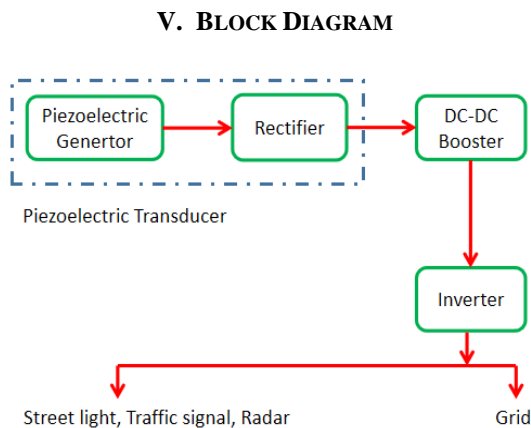 V. BLOCK DIAGRAM
Piezoelectric
Genertor
Rectifier
DC-DC
Booster
Piezoelectric Transducer
Inverter
Street light, Traffic signal, Radar
Grid